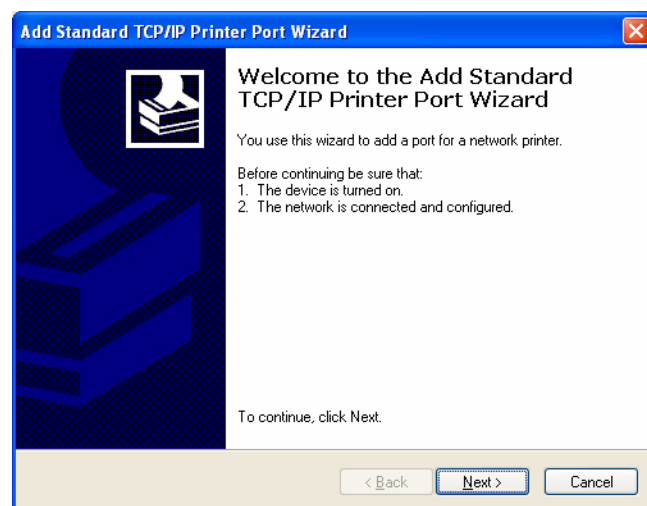 Add Standard TCP/IP Printer Port Wizard
Welcome to the Add Standard
TCP/IP Printer Port Wizard
You use this wizard to add a port for a network printer.
Before continuing be sure that:
1. The device is turned on.
2. The network is connected and configured.
To continue, click Next.
< Back Next > Cancel